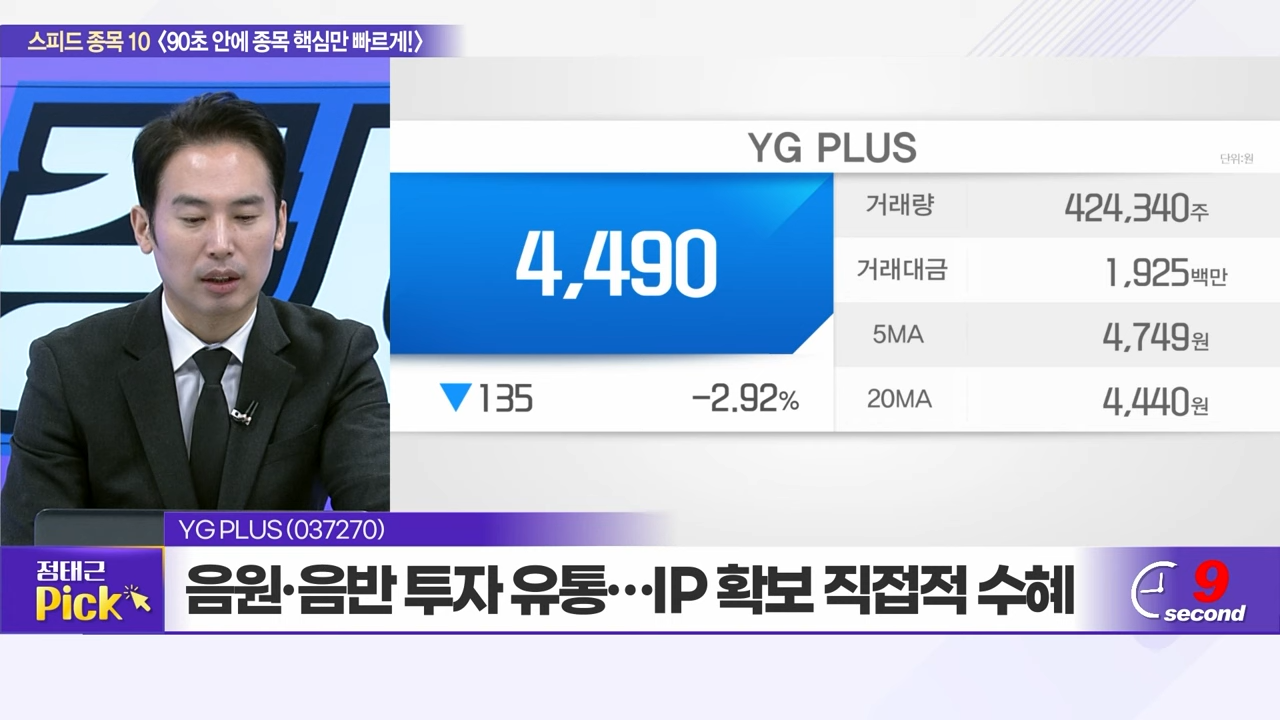 스피드 종목 10 〈90초 안에 종목 핵심만 빠르게!〉
YG PLUS
단위:원
4,490
▼135 -2.92%
거래량 424,340주
거래대금 1,925백만
5MA 4,749원
20MA 4,440원
YG PLUS (037270)
정태근
Pick
음원·음반 투자 유통…IP 확보 직접적 수혜
9
second